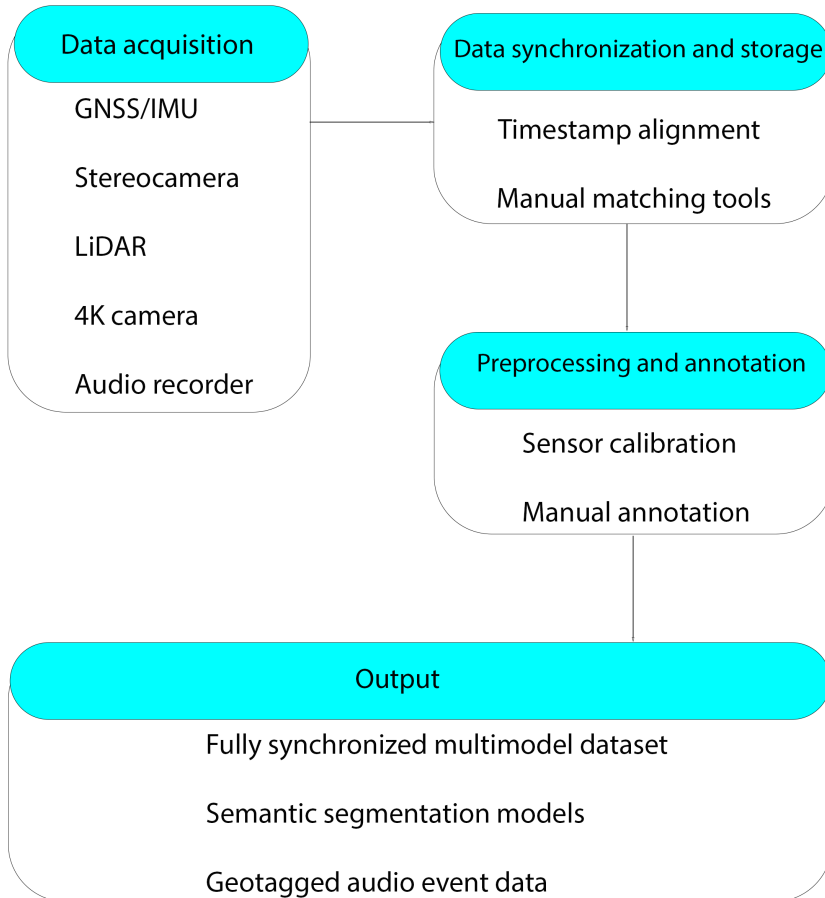 Data acquisition
GNSS/IMU
Stereocamera
LiDAR
4K camera
Audio recorder
Data synchronization and storage
Timestamp alignment
Manual matching tools
Preprocessing and annotation
Sensor calibration
Manual annotation
Output
Fully synchronized multimodel dataset
Semantic segmentation models
Geotagged audio event data